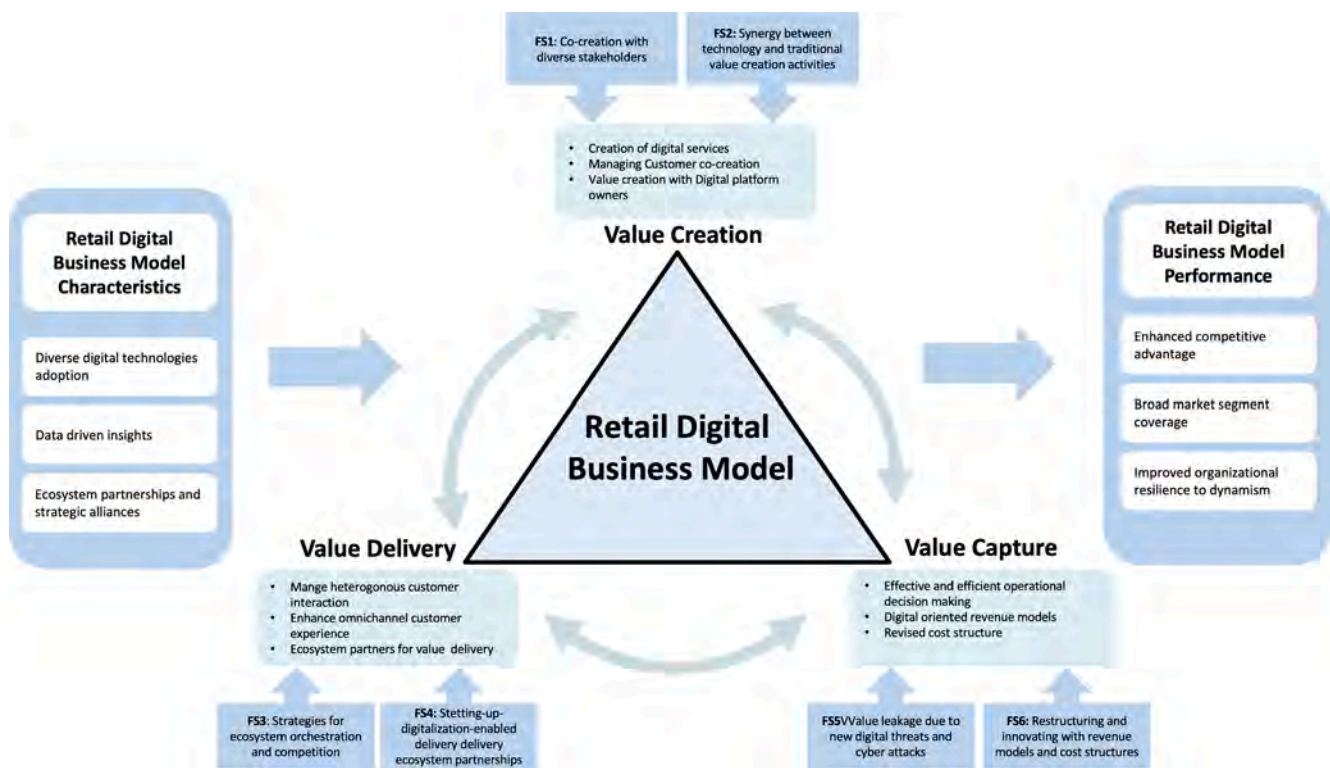 FS1: Co-creation with
diverse stakeholders
FS2: Synergy between
technology and traditional
value creation activities
• Creation of digital services
• Managing Customer co-creation
• Value creation with Digital platform
owners
Value Creation
Retail Digital
Business Model
Characteristics
Diverse digital technologies
adoption
Data driven insights
Ecosystem partnerships and
strategic alliances
Retail Digital
Business Model
Retail Digital
Business Model
Performance
Enhanced competitive
advantage
Broad market segment
coverage
Improved organizational
resilience to dynamism
Value Delivery
• Mange heterogonous customer
interaction
• Enhance omnichannel customer
experience
• Ecosystem partners for value delivery
Value Capture
• Effective and efficient operational
decision making
• Digital oriented revenue models
• Revised cost structure
FS3: Strategies for
ecosystem orchestration
and competition
FS4: Stetting-up-
digitalization-enabled
delivery delivery
ecosystem partnerships
FS5VValue leakage due to
new digital threats and
cyber attacks
FS6: Restructuring and
innovating with revenue
models and cost structures